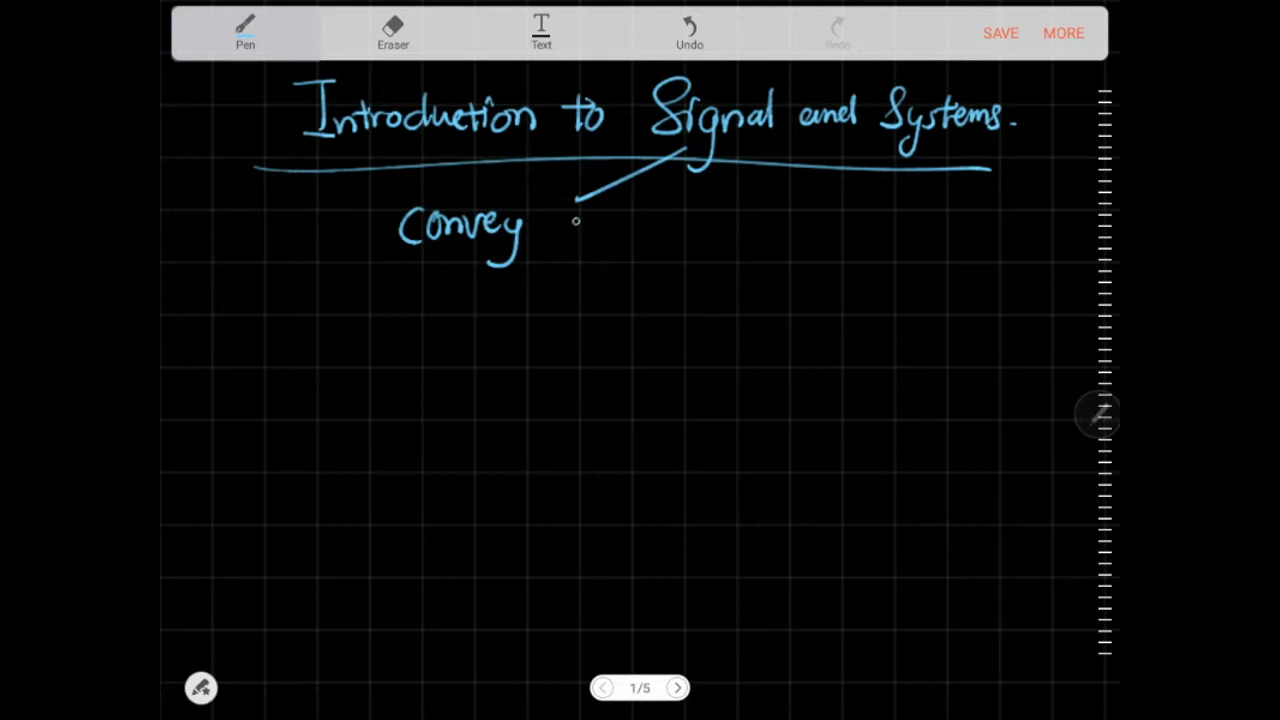 Pen Eraser Text Undo Redo SAVE MORE
Introduction to Signal and Systems.
Convey
1/5